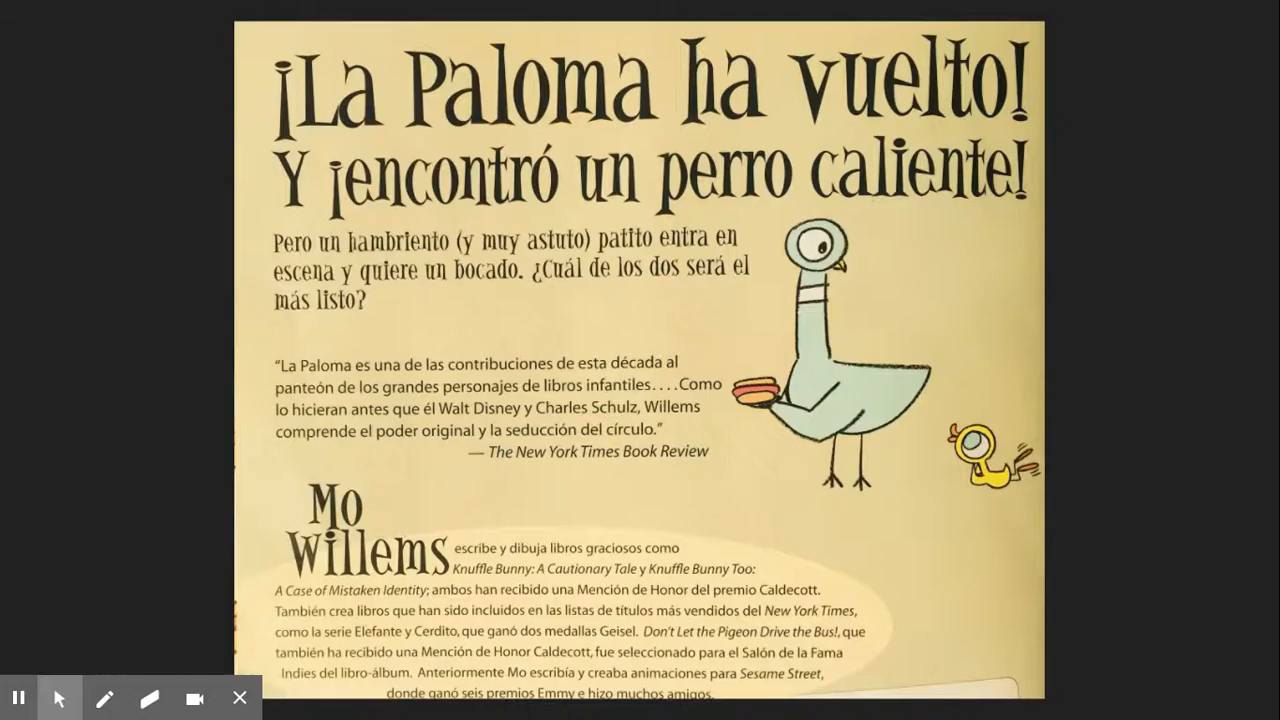 ¡La Paloma ha vuelto!
Y ¡encontró un perro caliente!
Pero un hambriento (y muy astuto) patito entra en
escena y quiere un bocado. ¿Cuál de los dos será el
más listo?
“La Paloma es una de las contribuciones de esta década al
panteón de los grandes personajes de libros infantiles....Como
lo hicieran antes que él Walt Disney y Charles Schulz, Willems
comprende el poder original y la seducción del círculo.”
— The New York Times Book Review
Mo
Willems
escribe y dibuja libros graciosos como
Knuffle Bunny: A Cautionary Tale y Knuffle Bunny Too:
A Case of Mistaken Identity; ambos han recibido una Mención de Honor del premio Caldecott.
También crea libros que han sido incluidos en las listas de títulos más vendidos del New York Times,
como la serie Elefante y Cerdito, que ganó dos medallas Geisel. Don’t Let the Pigeon Drive the Bus!, que
también ha recibido una Mención de Honor Caldecott, fue seleccionado para el Salón de la Fama
Indies del libro-álbum. Anteriormente Mo escribía y creaba animaciones para Sesame Street,
donde ganó seis premios Emmy e hizo muchos amigos.